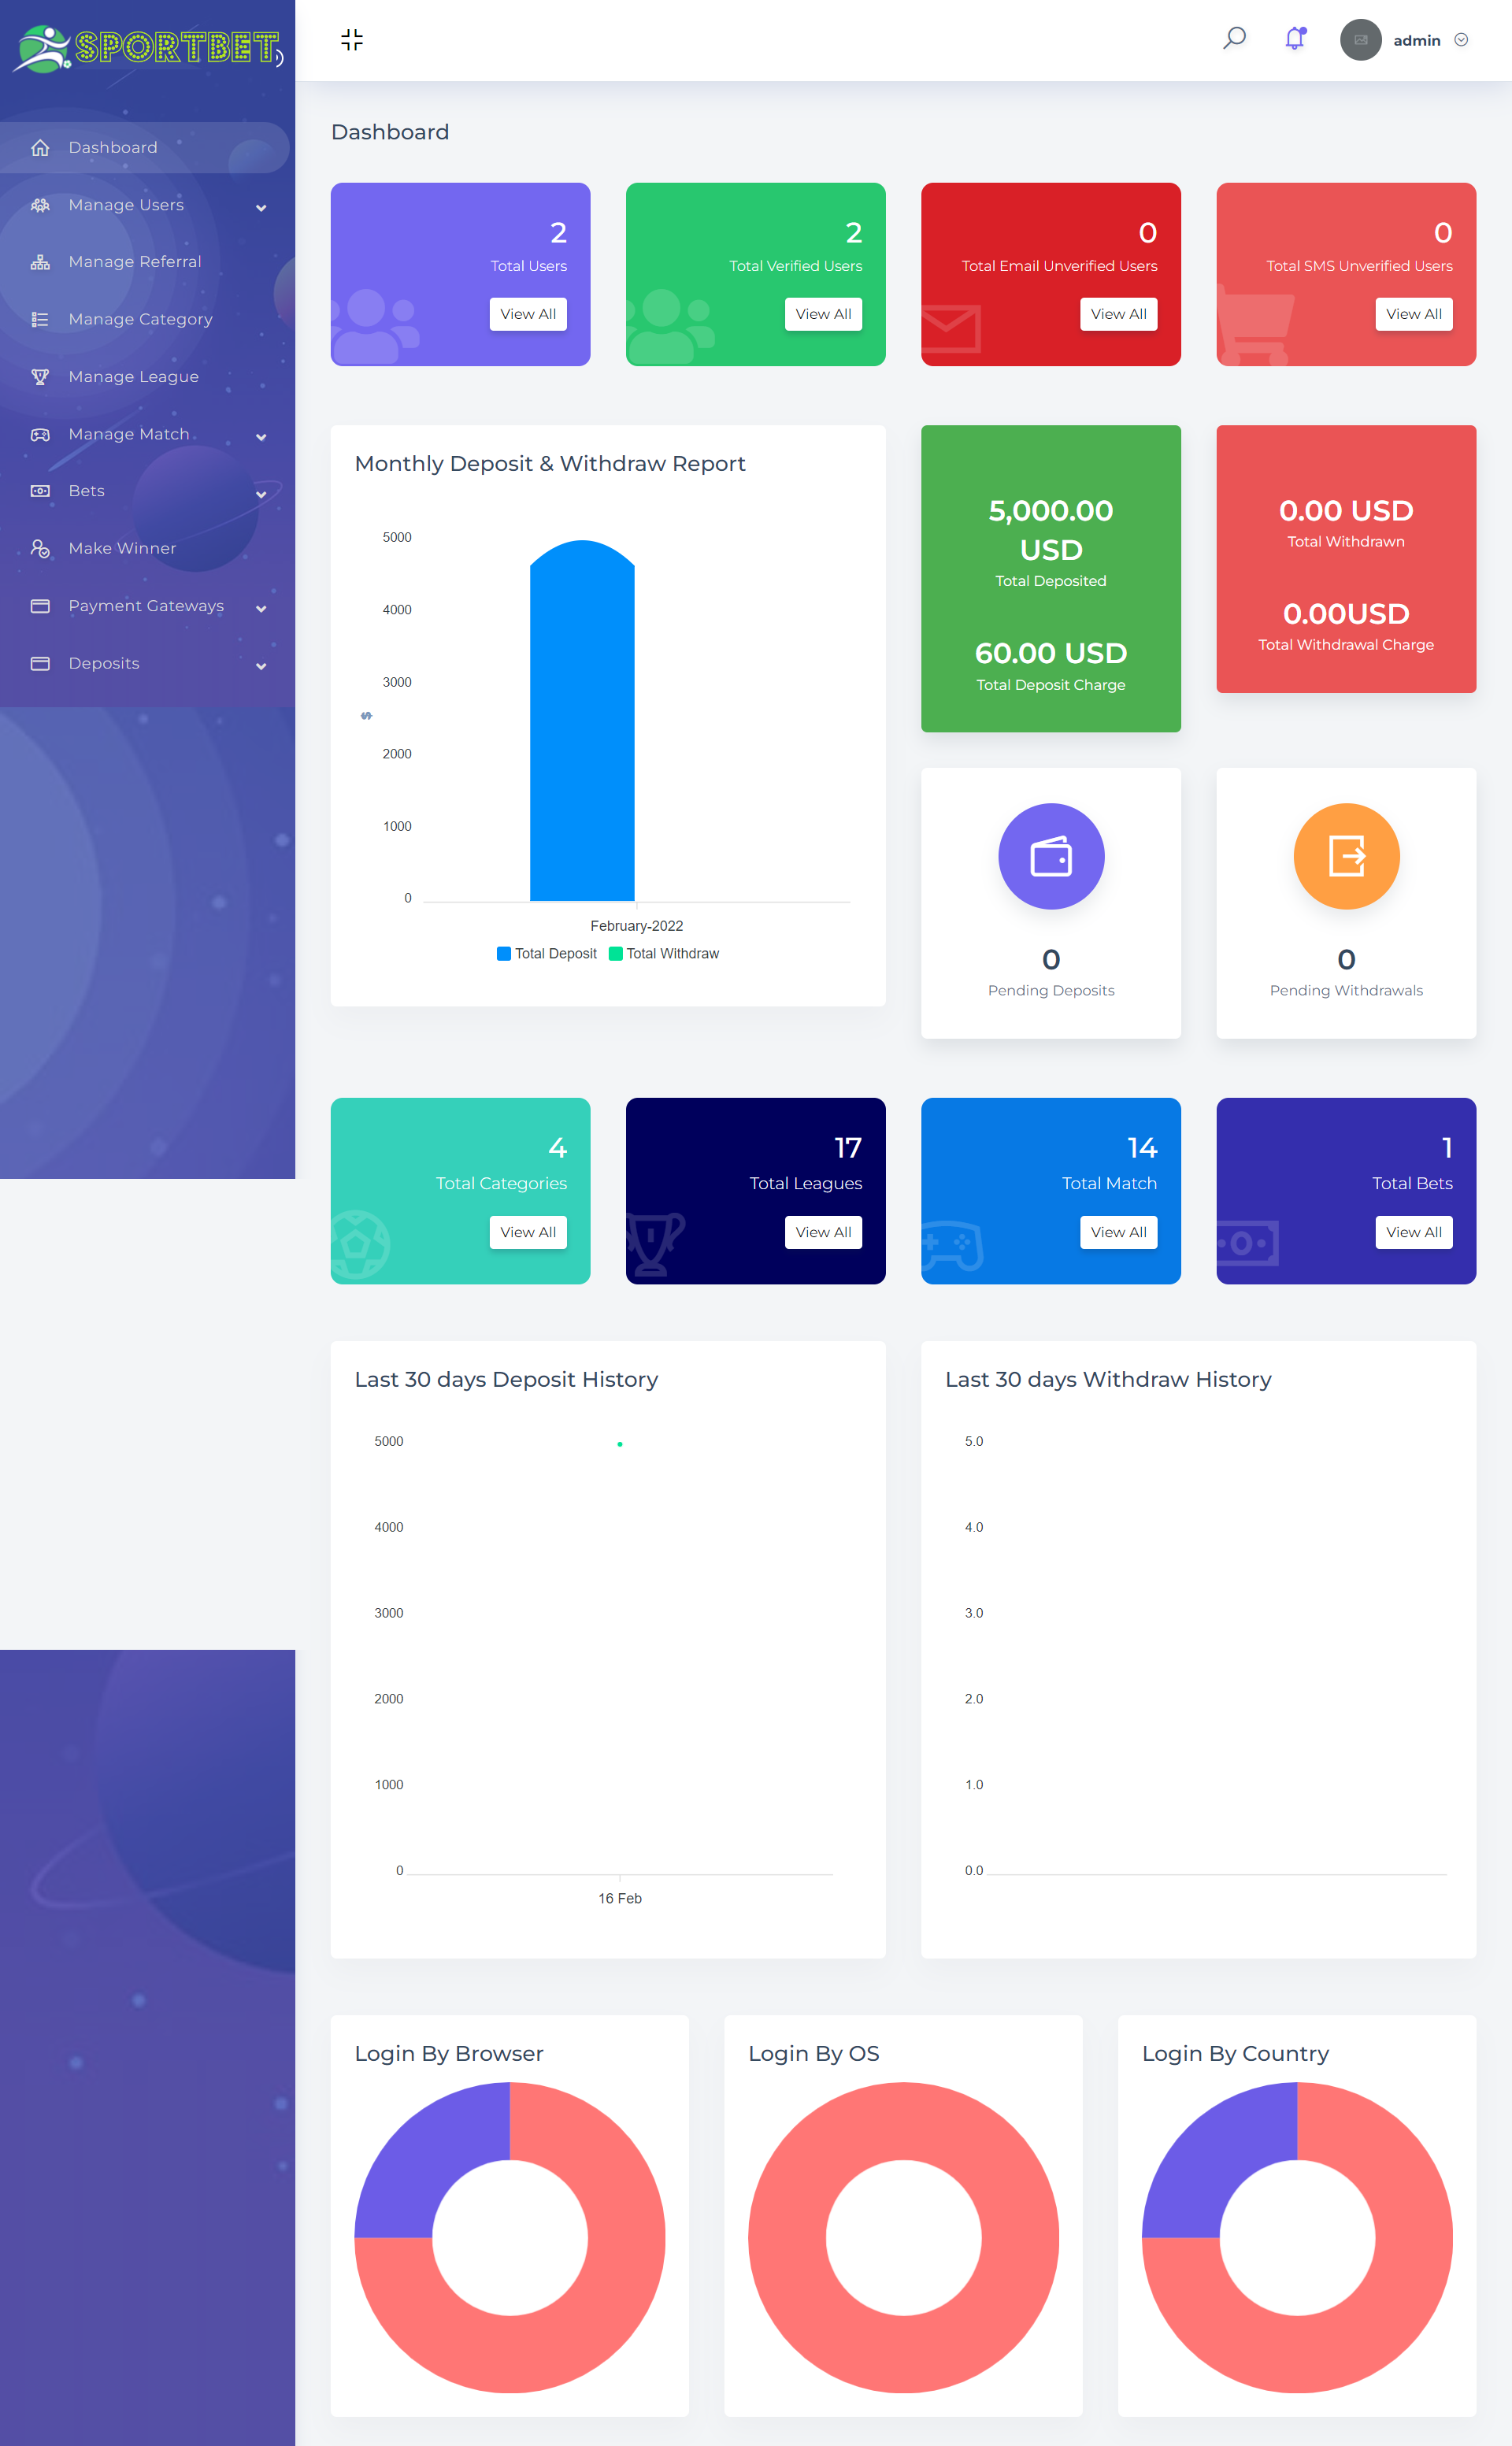 SPORTBET
admin
Dashboard
Manage Users
Manage Referral
Manage Category
Manage League
Manage Match
Bets
Make Winner
Payment Gateways
Deposits
Dashboard
2
Total Users
View All
2
Total Verified Users
View All
0
Total Email Unverified Users
View All
0
Total SMS Unverified Users
View All
Monthly Deposit & Withdraw Report
5000
4000
3000
$
2000
1000
0
February-2022
Total Deposit Total Withdraw
5,000.00
USD
Total Deposited
60.00 USD
Total Deposit Charge
0.00 USD
Total Withdrawn
0.00USD
Total Withdrawal Charge
0
Pending Deposits
0
Pending Withdrawals
4
Total Categories
View All
17
Total Leagues
View All
14
Total Match
View All
1
Total Bets
View All
Last 30 days Deposit History
5000
4000
3000
2000
1000
0
16 Feb
Last 30 days Withdraw History
5.0
4.0
3.0
2.0
1.0
0.0
Login By Browser
Login By OS
Login By Country